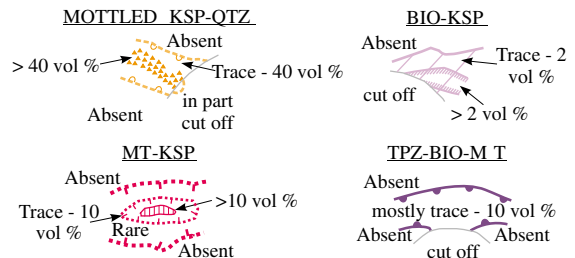 MOTTLED KSP-QTZ
Absent
> 40 vol %
Trace - 40 vol %
in part
cut off
Absent
BIO-KSP
Absent
Trace - 2
vol %
cut off
> 2 vol %
MT-KSP
Absent
>10 vol %
Trace - 10
vol %
Rare
Absent
TPZ-BIO-M T
Absent
mostly trace - 10 vol %
Absent
Absent
cut off